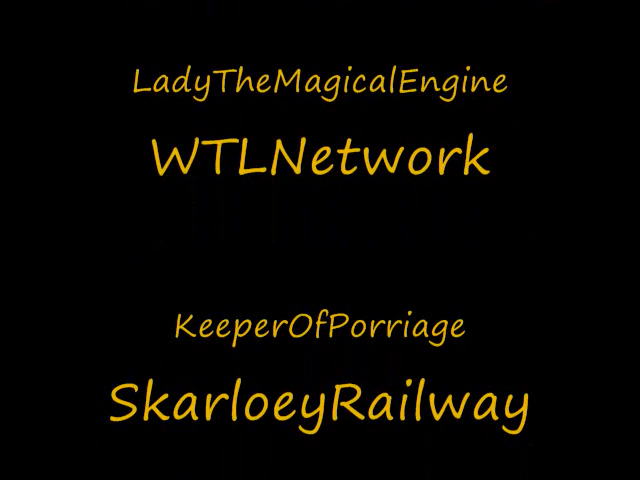 LadyTheMagicalEngine
WTLNetwork
KeeperOfPorriage
SkarloeyRailway